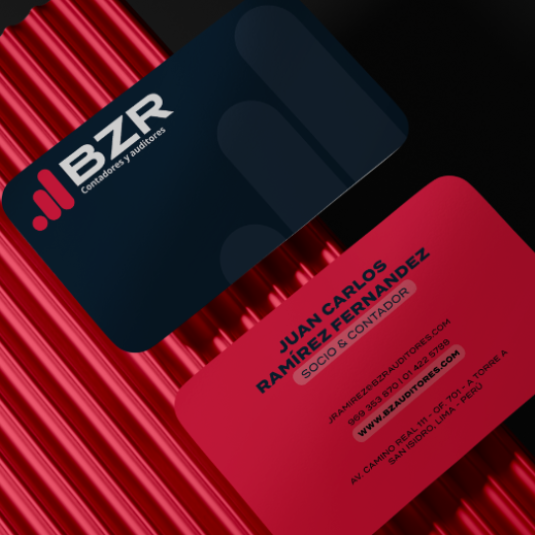 BZR
Contadores y auditores
JUAN CARLOS
RAMÍREZ FERNANDEZ
SOCIO & CONTADOR
JRAMIREZ@BZRAUDITORES.COM
969 353 870 | 01 422 5789
WWW.BZAUDITORES.COM
AV. CAMINO REAL 111 - OF. 701 - A TORRE A
SAN ISIDRO, LIMA - PERÚ